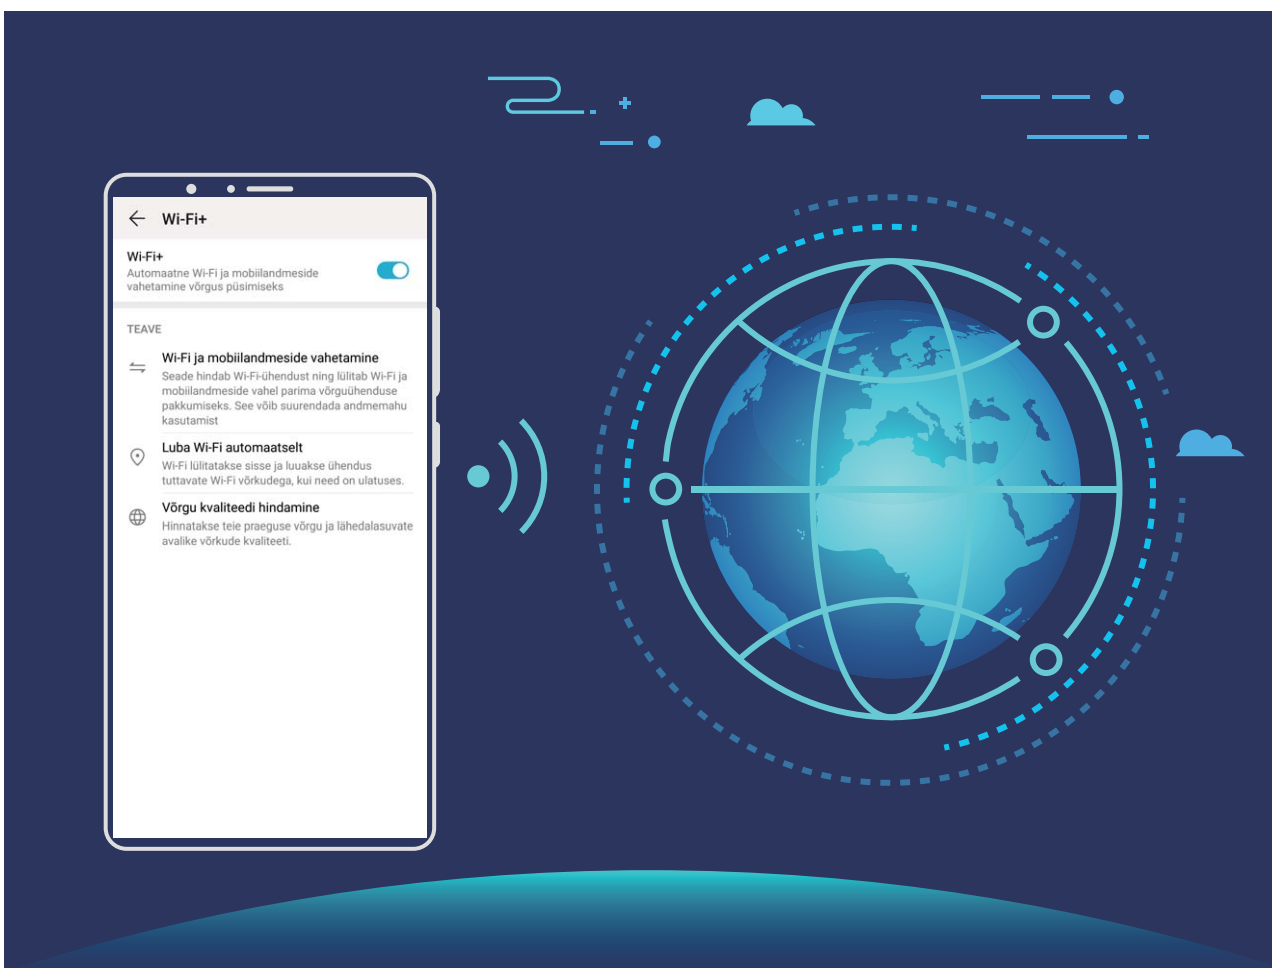 Wi-Fi+
Wi-Fi+
Automaatne Wi-Fi ja mobiilandmeside
vahetamine võrgus püsimiseks
TEAVE
Wi-Fi ja mobiilandmeside vahetamine
Seade hindab Wi-Fi-ühendust ning lülitab Wi-Fi ja
mobiilandmeside vahel parima võrguühenduse
pakkumiseks. See võib suurendada andmemahu
kasutamist
Luba Wi-Fi automaatselt
Wi-Fi lülitatakse sisse ja luuakse ühendus
tuttavate Wi-Fi võrkudega, kui need on ulatuses.
Võrgu kvaliteedi hindamine
Hinnatakse teie praeguse võrgu ja lähedalasuvate
avalike võrkude kvaliteeti.